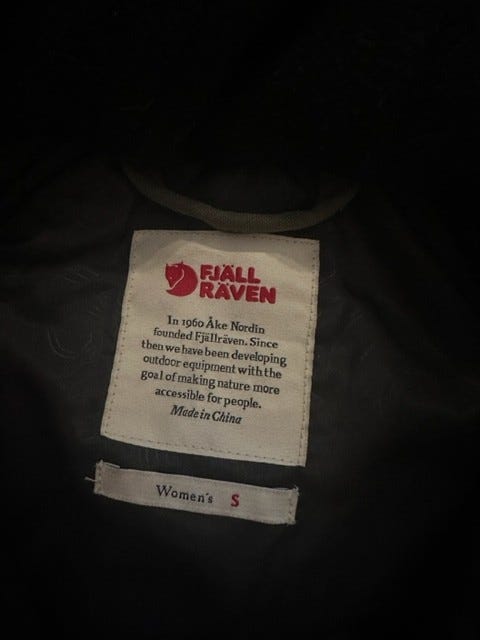 FJÄLL
RÄVEN
In 1960 Åke Nordin
founded Fjällräven. Since
then we have been developing
outdoor equipment with the
goal of making nature more
accessible for people.
Made in China
Women's S